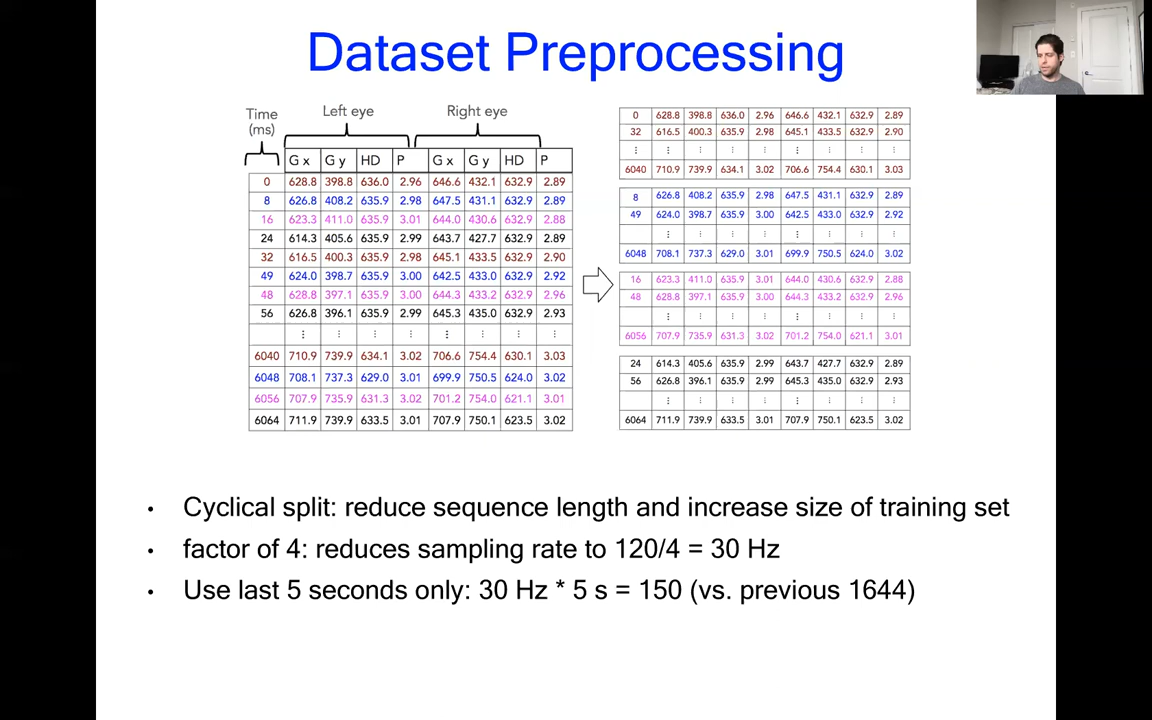 Dataset Preprocessing
Time (ms)
Left eye
Right eye
G x G y HD P G x G y HD P
0 628.8 398.8 636.0 2.96 646.6 432.1 632.9 2.89
8 626.8 408.2 635.9 2.98 647.5 431.1 632.9 2.89
16 623.3 411.0 635.9 3.01 644.0 430.6 632.9 2.88
24 614.3 405.6 635.9 2.99 643.7 427.7 632.9 2.89
32 616.5 400.3 635.9 2.98 645.1 433.5 632.9 2.90
49 624.0 398.7 635.9 3.00 642.5 433.0 632.9 2.92
48 628.8 397.1 635.9 3.00 644.3 433.2 632.9 2.96
56 626.8 396.1 635.9 2.99 645.3 435.0 632.9 2.93
⋮ ⋮ ⋮ ⋮ ⋮ ⋮ ⋮ ⋮
6040 710.9 739.9 634.1 3.02 706.6 754.4 630.1 3.03
6048 708.1 737.3 629.0 3.01 699.9 750.5 624.0 3.02
6056 707.9 735.9 631.3 3.02 701.2 754.0 621.1 3.01
6064 711.9 739.9 633.5 3.01 707.9 750.1 623.5 3.02
0 628.8 398.8 636.0 2.96 646.6 432.1 632.9 2.89
32 616.5 400.3 635.9 2.98 645.1 433.5 632.9 2.90
⋮ ⋮ ⋮ ⋮ ⋮ ⋮ ⋮ ⋮
6040 710.9 739.9 634.1 3.02 706.6 754.4 630.1 3.03
8 626.8 408.2 635.9 2.98 647.5 431.1 632.9 2.89
49 624.0 398.7 635.9 3.00 642.5 433.0 632.9 2.92
⋮ ⋮ ⋮ ⋮ ⋮ ⋮ ⋮
6048 708.1 737.3 629.0 3.01 699.9 750.5 624.0 3.02
16 623.3 411.0 635.9 3.01 644.0 430.6 632.9 2.88
48 628.8 397.1 635.9 3.00 644.3 433.2 632.9 2.96
⋮ ⋮ ⋮ ⋮ ⋮ ⋮ ⋮
6056 707.9 735.9 631.3 3.02 701.2 754.0 621.1 3.01
24 614.3 405.6 635.9 2.99 643.7 427.7 632.9 2.89
56 626.8 396.1 635.9 2.99 645.3 435.0 632.9 2.93
⋮ ⋮ ⋮ ⋮ ⋮ ⋮ ⋮
6064 711.9 739.9 633.5 3.01 707.9 750.1 623.5 3.02
• Cyclical split: reduce sequence length and increase size of training set
• factor of 4: reduces sampling rate to 120/4 = 30 Hz
• Use last 5 seconds only: 30 Hz * 5 s = 150 (vs. previous 1644)